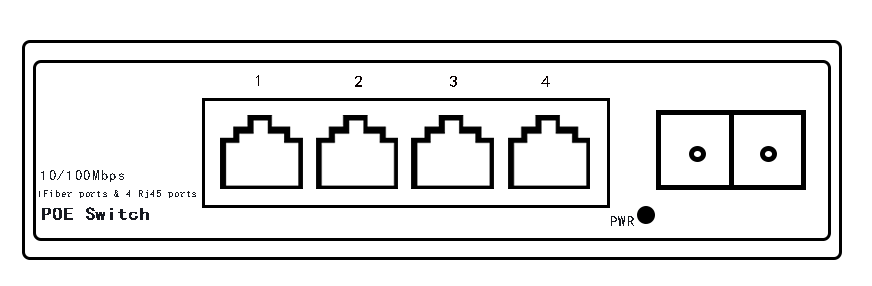 1 2 3 4
10/100Mbps
1Fiber ports & 4 Rj45 ports
POE Switch
PWR